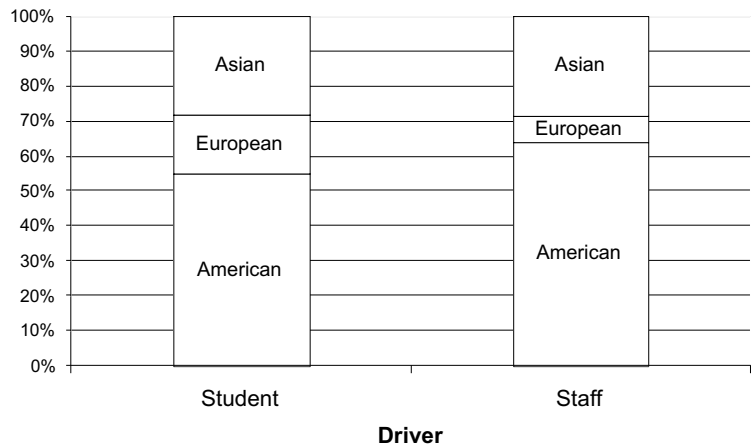 100%
90%
80%
70%
60%
50%
40%
30%
20%
10%
0%
Asian
European
American
Asian
European
American
Student
Staff
Driver